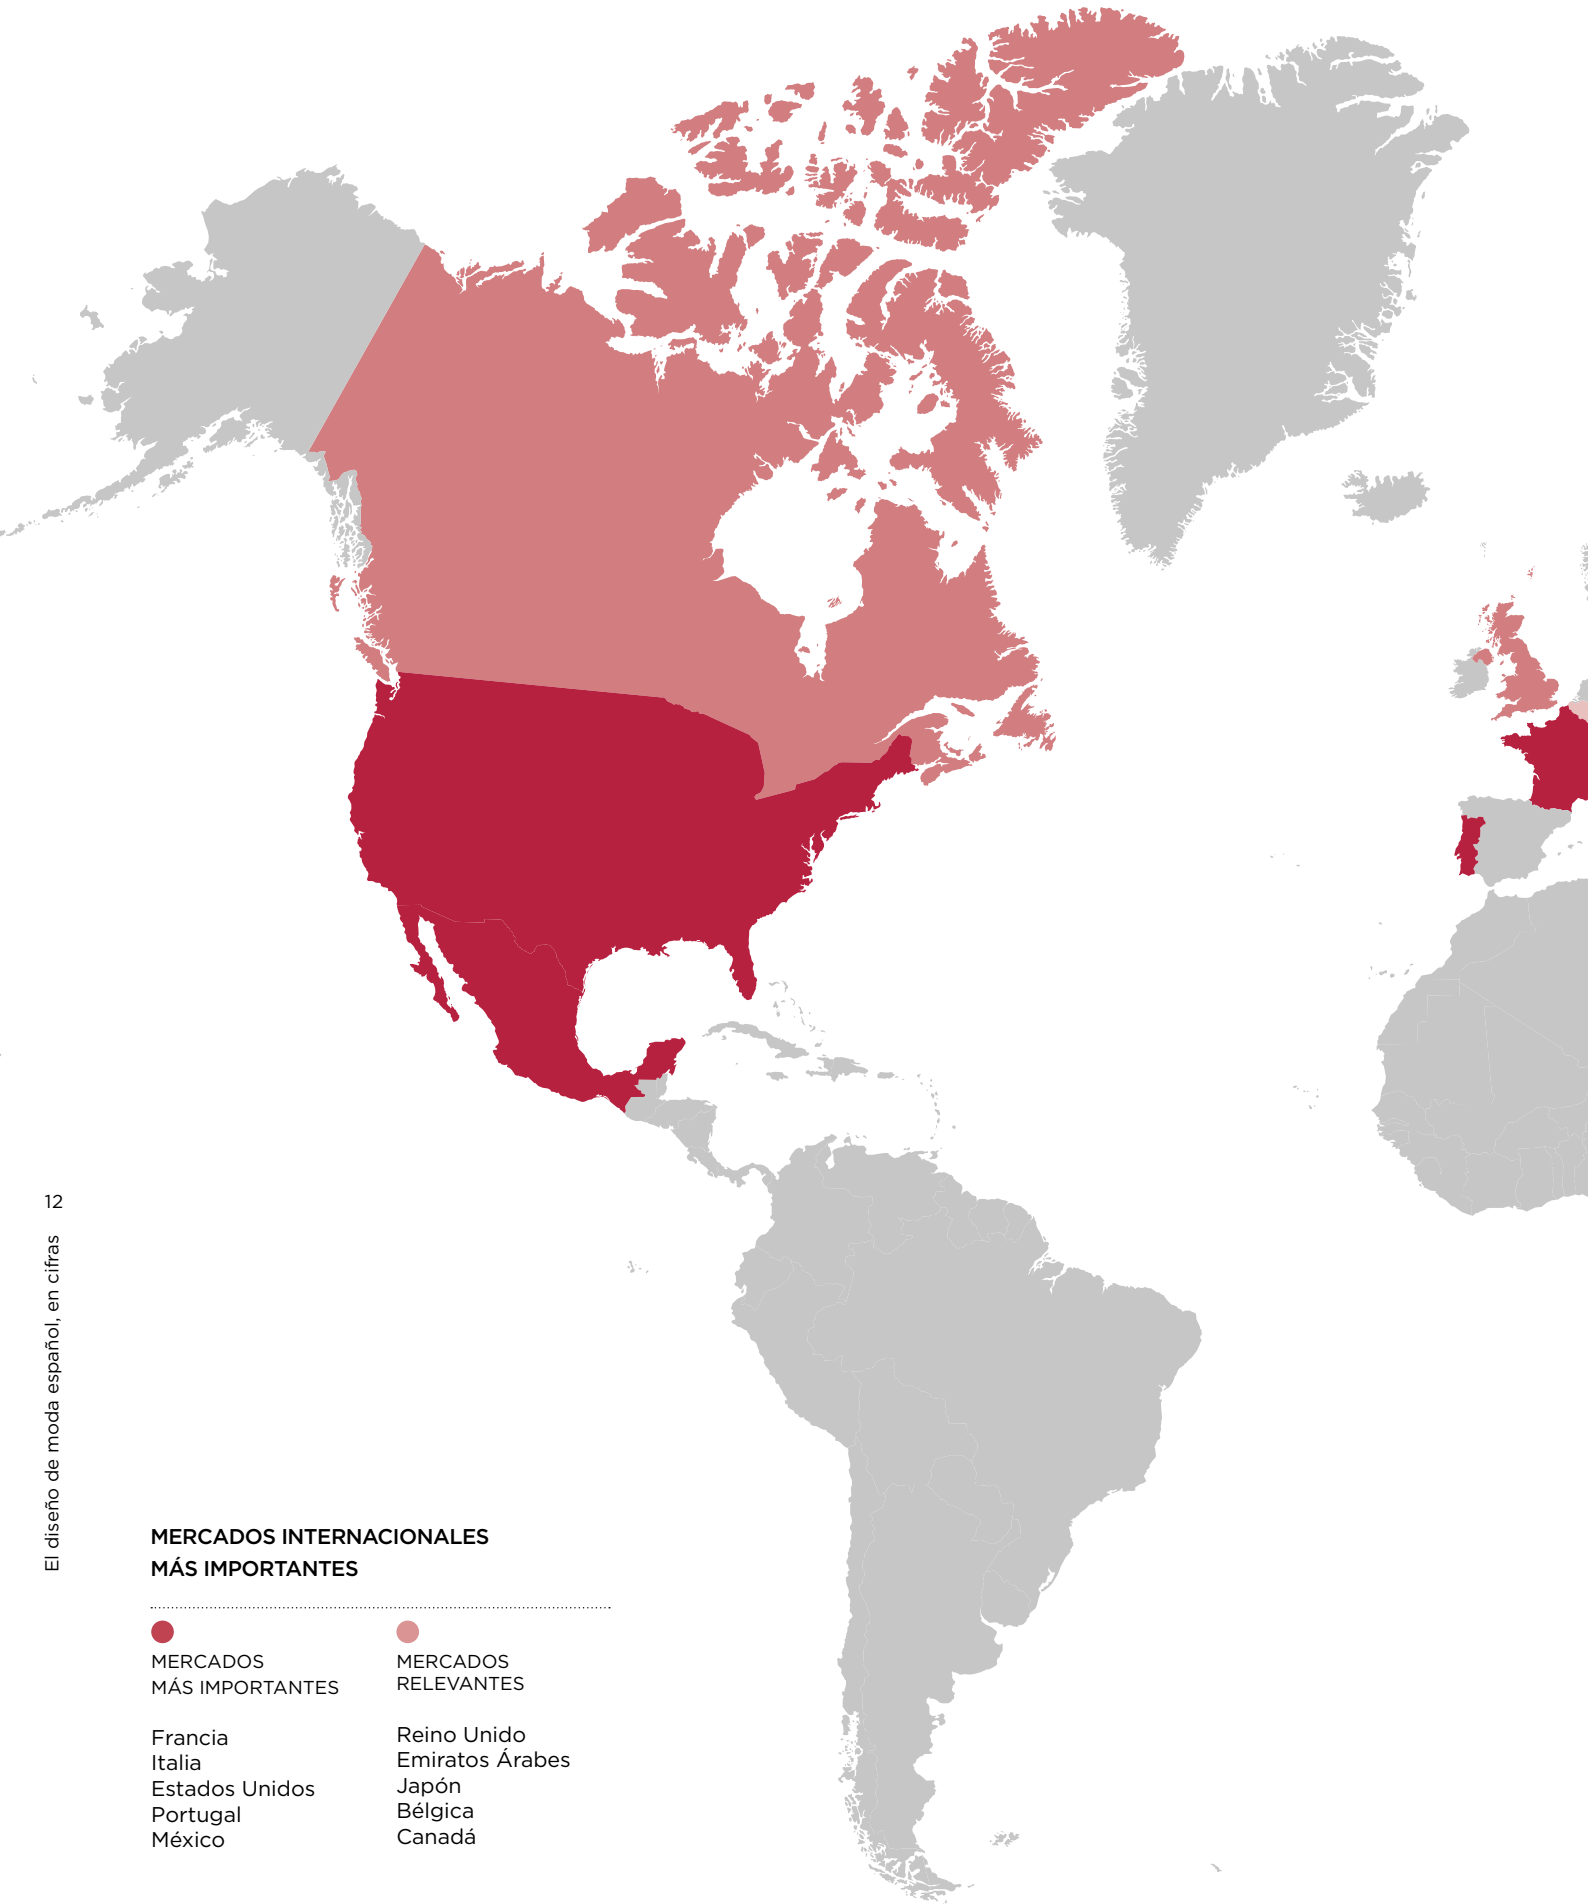 12
El diseño de moda español, en cifras
MERCADOS INTERNACIONALES
MÁS IMPORTANTES
MERCADOS
MÁS IMPORTANTES
Francia
Italia
Estados Unidos
Portugal
México
MERCADOS
RELEVANTES
Reino Unido
Emiratos Árabes
Japón
Bélgica
Canadá